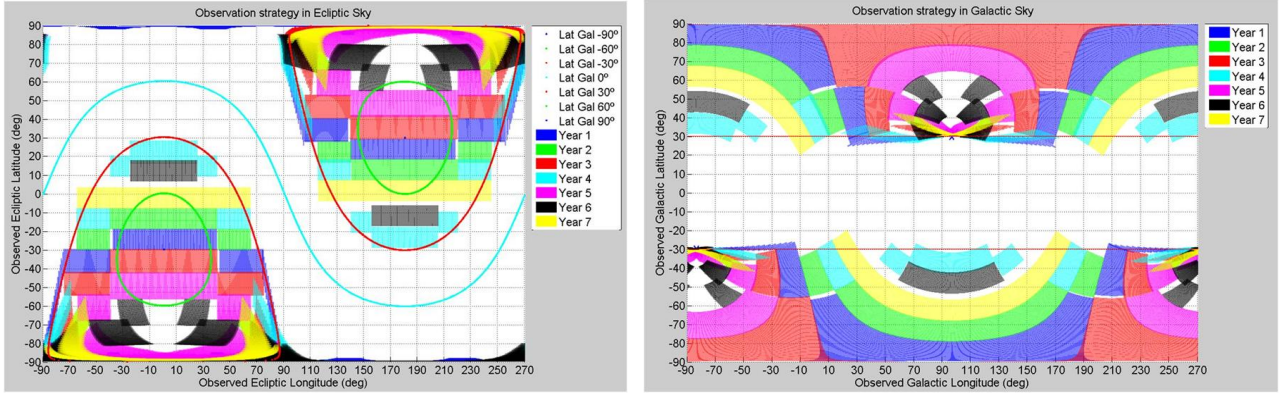 Observation strategy in Ecliptic Sky
90
80
70
60
50
40
30
20
10
0
-10
-20
-30
-40
-50
-60
-70
-80
-90
Observed Ecliptic Latitude (deg)
-90 -70 -50 -30 -10 10 30 50 70 90 110 130 150 170 190 210 230 250 270
Observed Ecliptic Longitude (deg)
Lat Gal -90º
Lat Gal -60º
Lat Gal -30º
Lat Gal 0º
Lat Gal 30º
Lat Gal 60º
Lat Gal 90º
Year 1
Year 2
Year 3
Year 4
Year 5
Year 6
Year 7
Observation strategy in Galactic Sky
90
80
70
60
50
40
30
20
10
0
-10
-20
-30
-40
-50
-60
-70
-80
-90
Observed Galactic Latitude (deg)
-90 -70 -50 -30 -10 10 30 50 70 90 110 130 150 170 190 210 230 250 270
Observed Galactic Longitude (deg)
Year 1
Year 2
Year 3
Year 4
Year 5
Year 6
Year 7